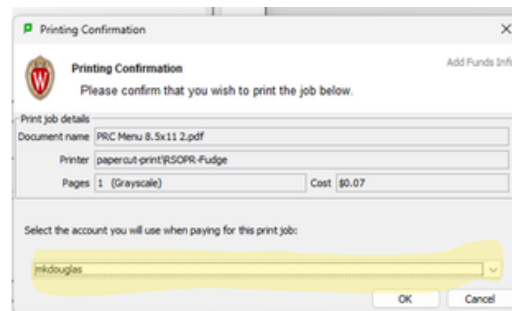 Printing Confirmation
Printing Confirmation
Add Funds Info
Please confirm that you wish to print the job below.
Print job details
Document name PRC Menu 8.5x11 2.pdf
Printer papercut-print\RSOPR-Fudge
Pages 1 (Grayscale) Cost $0.07
Select the account you will use when paying for this print job:
mkdouglas
OK Cancel